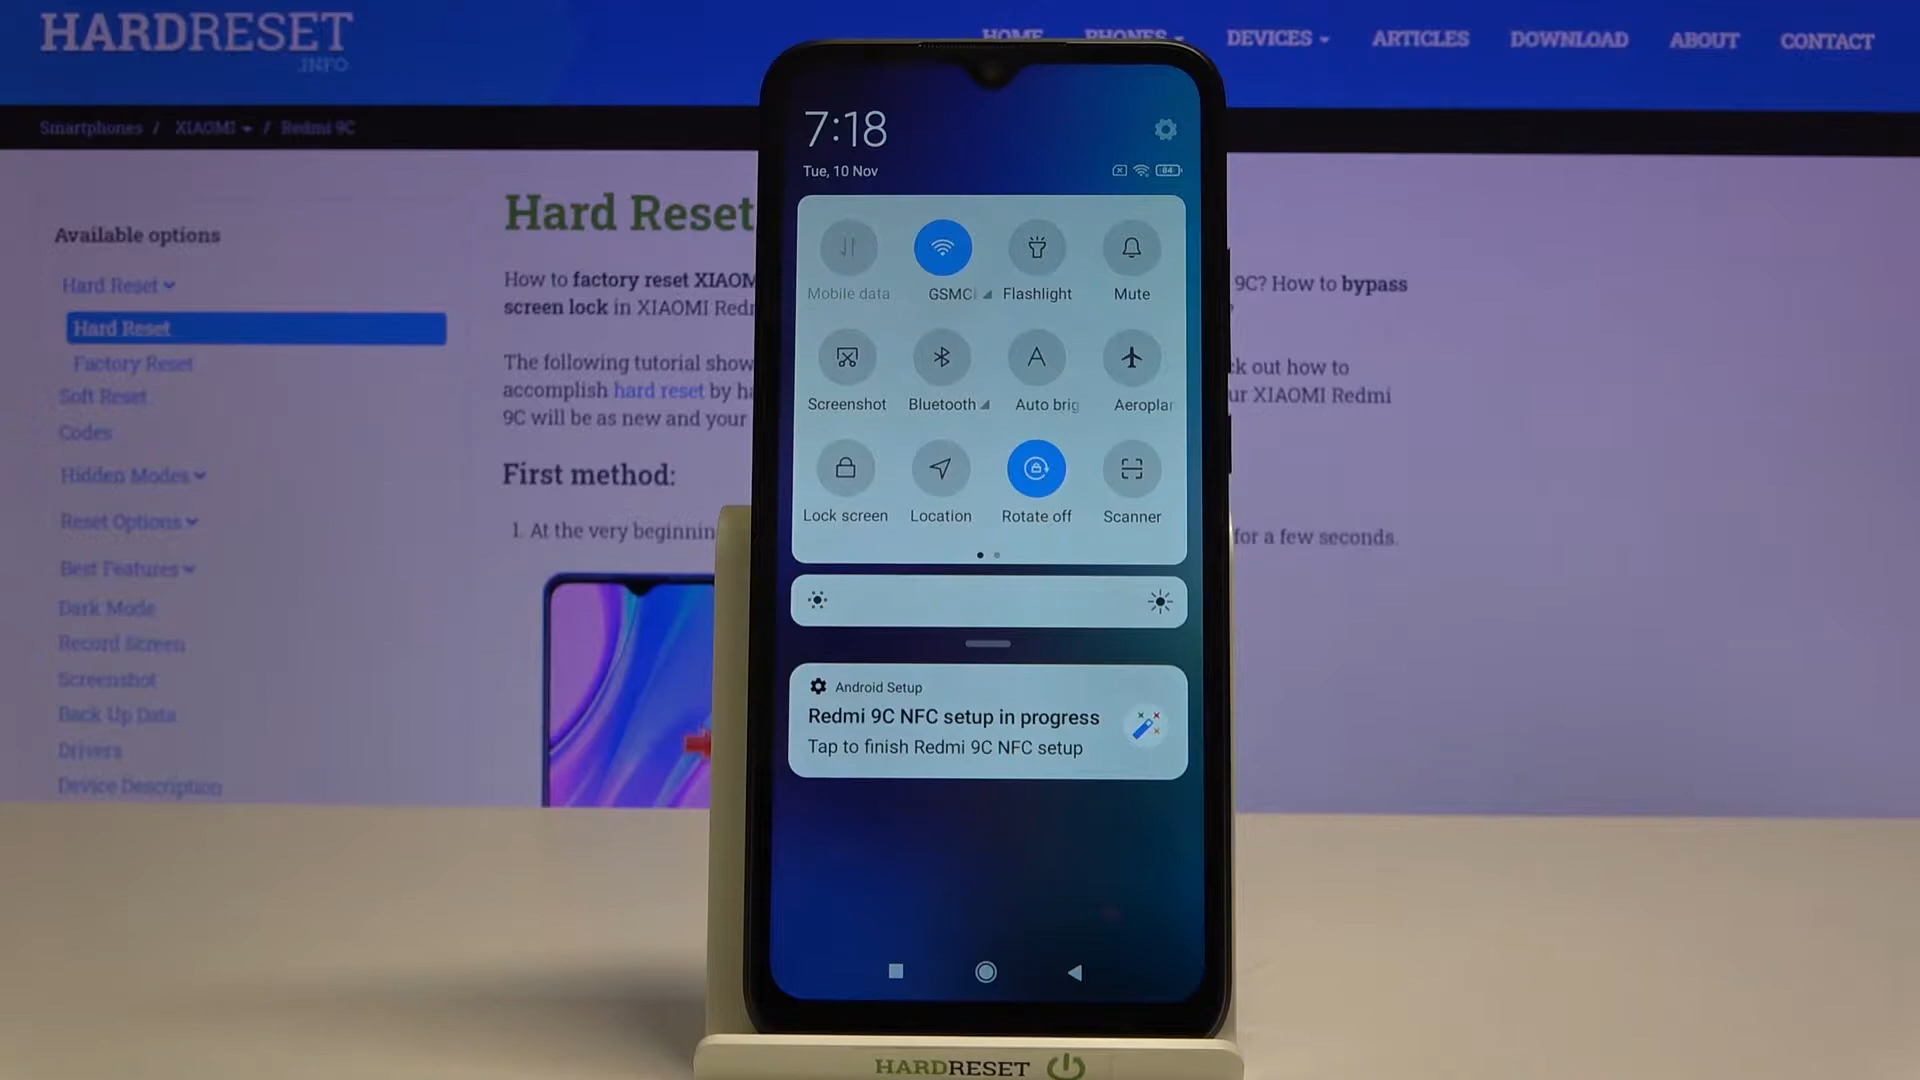 HARDRESET
.INFO
HOME PHONES DEVICES ARTICLES DOWNLOAD ABOUT CONTACT
Smartphones / XIAOMI / Redmi 9C
Available options
Hard Reset
Hard Reset
Factory Reset
Soft Reset
Codes
Hidden Modes
Reset Options
Best Features
Dark Mode
Record Screen
Screenshot
Back Up Data
Drivers
Device Description
Hard Reset
How to factory reset XIAOM 9C? How to bypass
screen lock in XIAOMI Redm
The following tutorial show ck out how to
accomplish hard reset by ha ur XIAOMI Redmi
9C will be as new and your
First method:
1. At the very beginnin for a few seconds.
7:18
Tue, 10 Nov
84
Mobile data GSMC Flashlight Mute
Screenshot Bluetooth Auto brig Aeroplan
Lock screen Location Rotate off Scanner
Android Setup
Redmi 9C NFC setup in progress
Tap to finish Redmi 9C NFC setup
HARDRESET